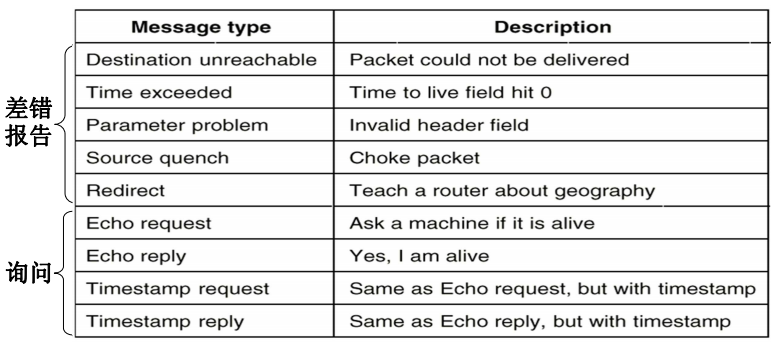 Message type Description
Destination unreachable Packet could not be delivered
Time exceeded Time to live field hit 0
差错
报告
Parameter problem Invalid header field
Source quench Choke packet
Redirect Teach a router about geography
Echo request Ask a machine if it is alive
Echo reply Yes, I am alive
询问
Timestamp request Same as Echo request, but with timestamp
Timestamp reply Same as Echo reply, but with timestamp